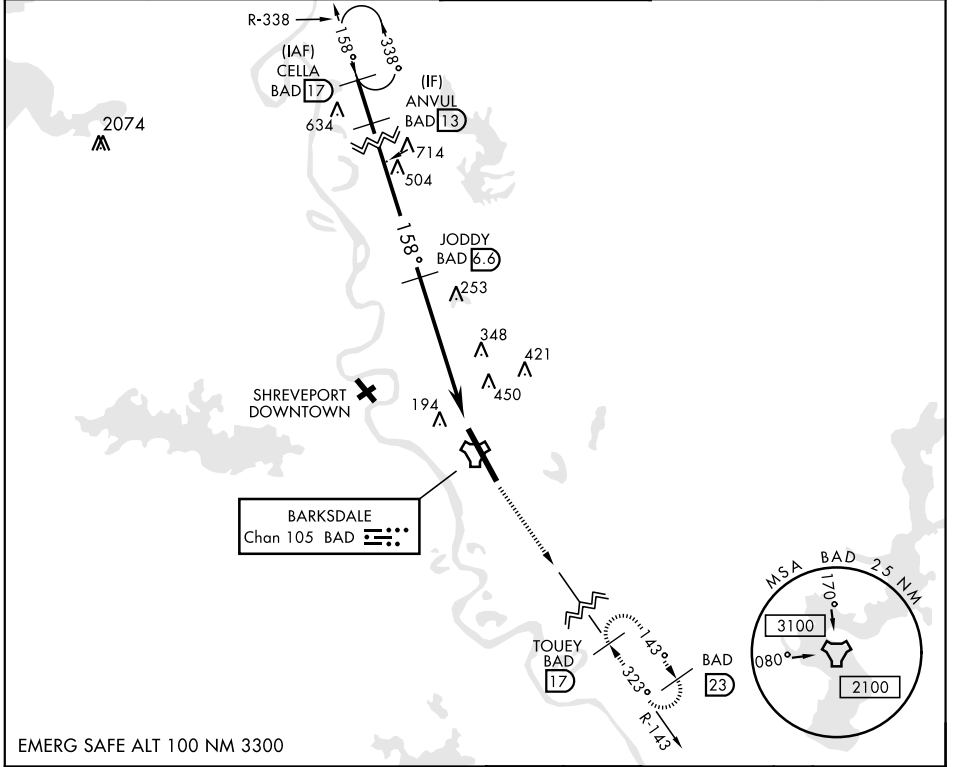 R-338
158°
338°
(IAF)
CELLA
BAD 17
(IF)
ANVUL
BAD 13
634
2074
714
504
158°
JODDY
BAD 6.6
253
348
421
450
SHREVEPORT
DOWNTOWN
194
BARKSDALE
Chan 105 BAD
TOUEY
BAD
17
143°
323°
BAD
23
R-143
MSA BAD 25 NM
170°
3100
080°
2100
EMERG SAFE ALT 100 NM 3300